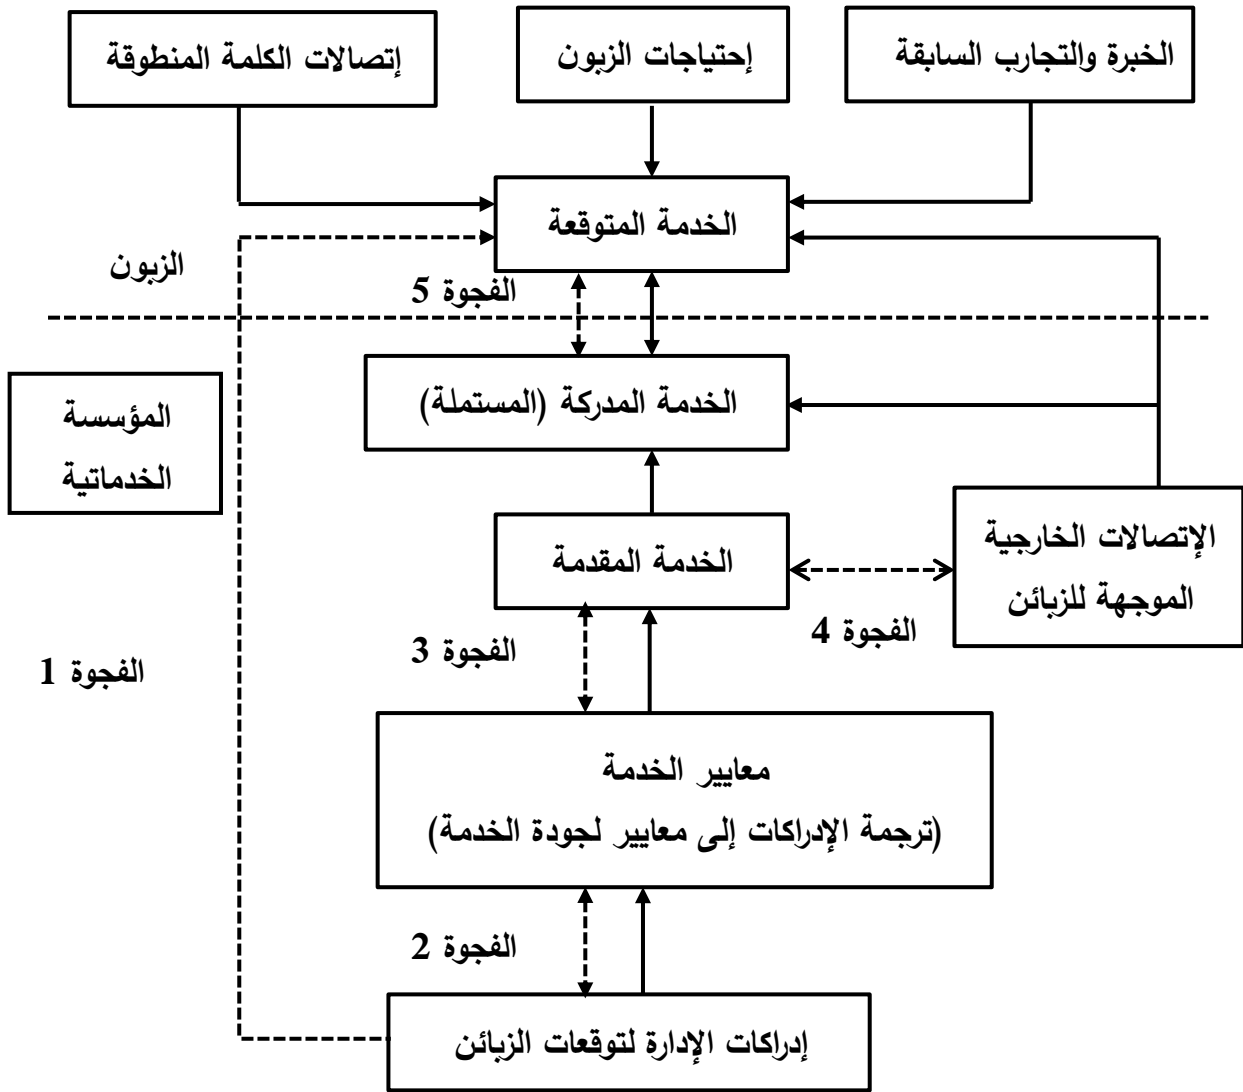 الخبرة والتجارب السابقة
إحتياجات الزبون
إتصالات الكلمة المنطوقة
الخدمة المتوقعة
الزبون
الفجوة 5
الخدمة المدركة (المستملة)
المؤسسة
الخدماتية
الإتصالات الخارجية
الموجهة للزبائن
الخدمة المقدمة
الفجوة 4
الفجوة 3
الفجوة 1
معايير الخدمة
(ترجمة الإدراكات إلى معايير لجودة الخدمة)
الفجوة 2
إدراكات الإدارة لتوقعات الزبائن